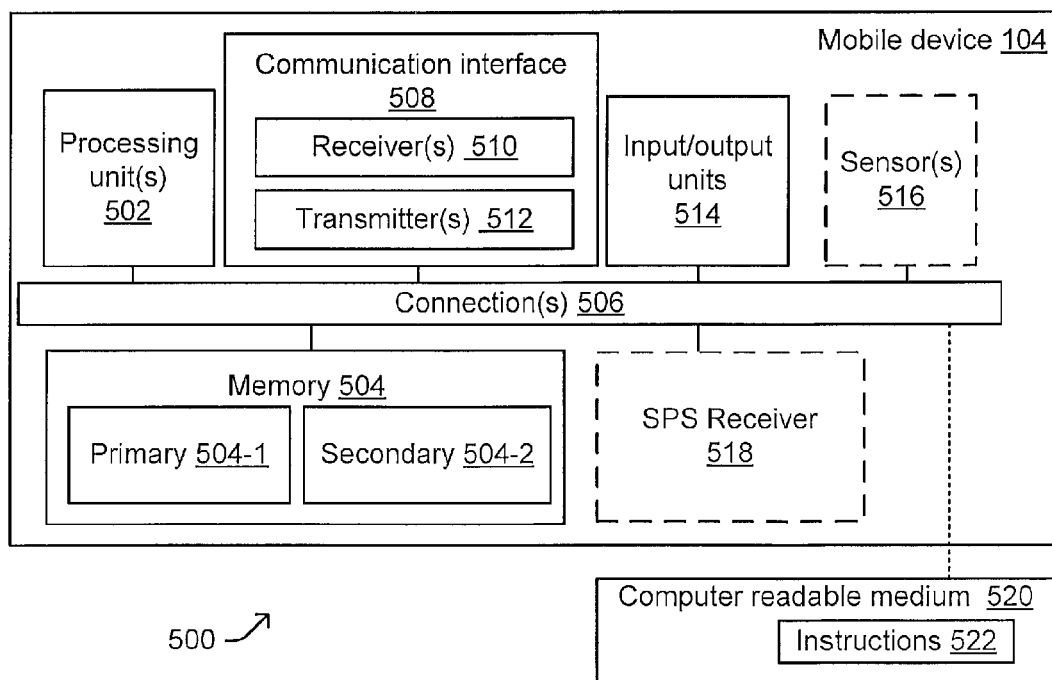 Mobile device 104
Communication interface
508
Receiver(s) 510
Transmitter(s) 512
Processing
unit(s)
502
Input/output
units
514
Sensor(s)
516
Connection(s) 506
Memory 504
Primary 504-1
Secondary 504-2
SPS Receiver
518
Computer readable medium 520
Instructions 522
500